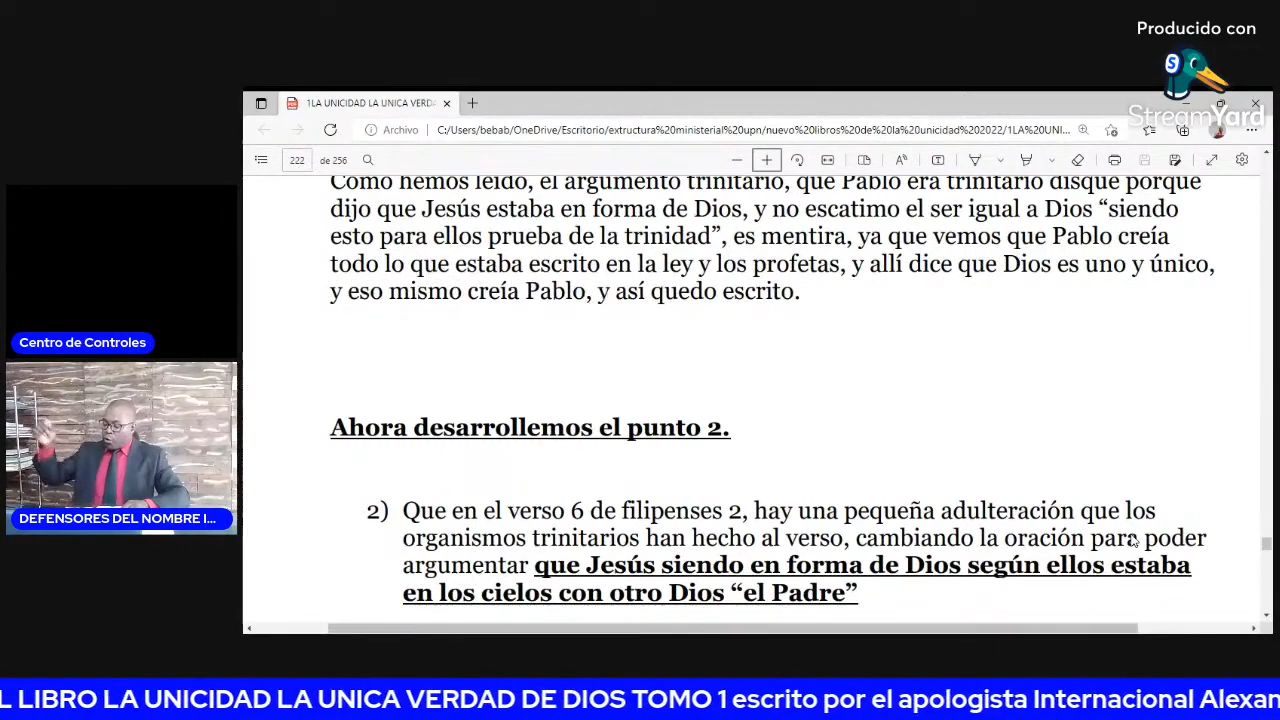 Producido con
StreamYard
1LA UNICIDAD LA UNICA VERD
Archivo
C:/Users/bebab/OneDrive/Escritorio/extructura%20ministerial%20upn/nuevo%20libros%20de%20la%20unicidad%202022/1LA%20UNI...
222 de 256
Como hemos leído, el argumento trinitario, que Pablo era trinitario disque porque
dijo que Jesús estaba en forma de Dios, y no escatimo el ser igual a Dios “siendo
esto para ellos prueba de la trinidad”, es mentira, ya que vemos que Pablo creía
todo lo que estaba escrito en la ley y los profetas, y allí dice que Dios es uno y único,
y eso mismo creía Pablo, y así quedo escrito.
Ahora desarrollemos el punto 2.
2) Que en el verso 6 de filipenses 2, hay una pequeña adulteración que los
organismos trinitarios han hecho al verso, cambiando la oración para poder
argumentar que Jesús siendo en forma de Dios según ellos estaba
en los cielos con otro Dios “el Padre”
Centro de Controles
DEFENSORES DEL NOMBRE I...
L LIBRO LA UNICIDAD LA UNICA VERDAD DE DIOS TOMO 1 escrito por el apologista Internacional Alexan